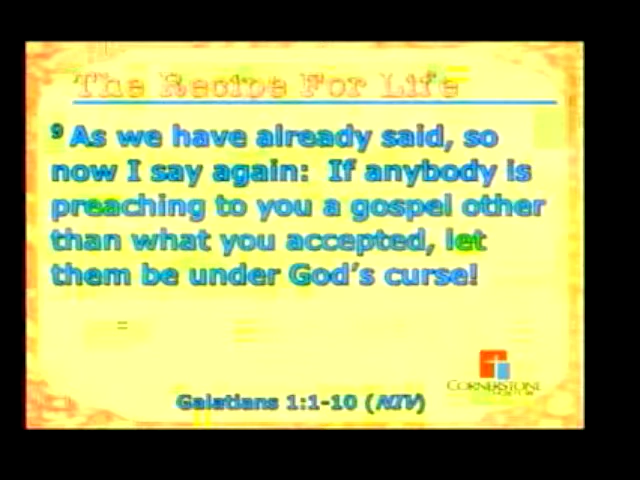 The Recipe For Life
9 As we have already said, so
now I say again: If anybody is
preaching to you a gospel other
than what you accepted, let
them be under God's curse!
CORNERSTONE
Galatians 1:1-10 (NIV)